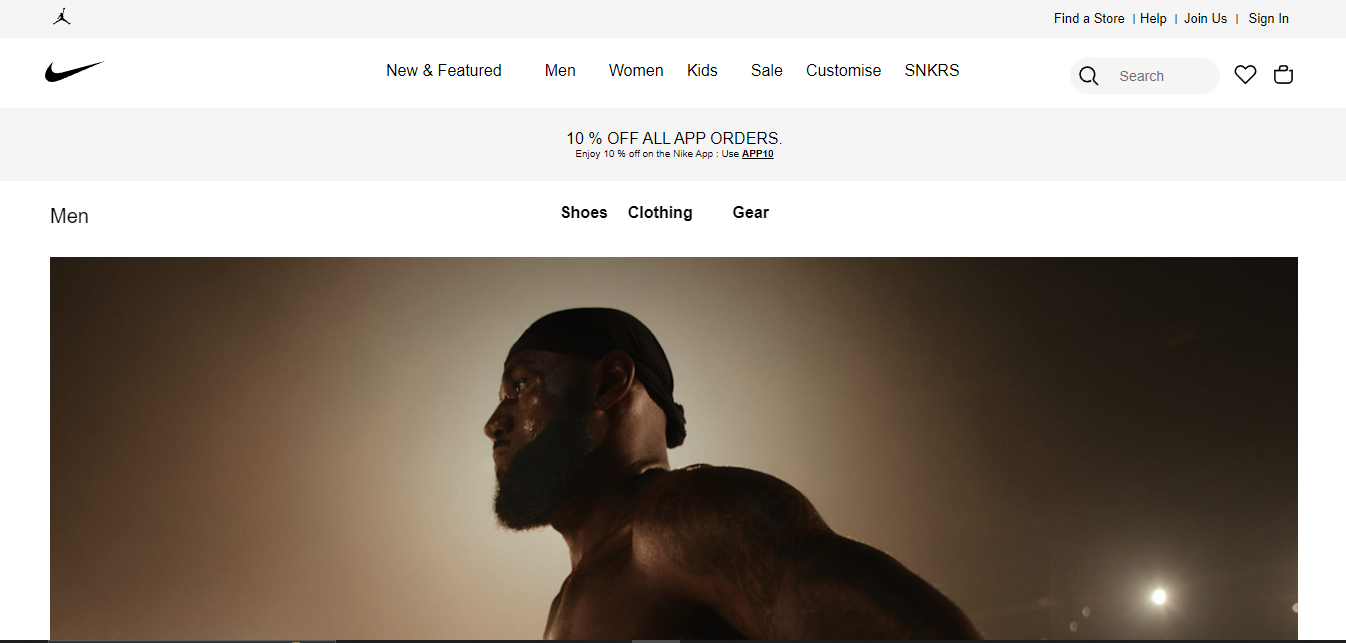 Find a Store | Help | Join Us | Sign In
New & Featured Men Women Kids Sale Customise SNKRS
Search
10 % OFF ALL APP ORDERS.
Enjoy 10 % off on the Nike App : Use APP10
Men
Shoes Clothing Gear